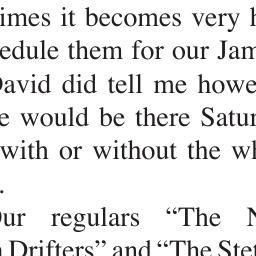 imes it becomes very
edule them for our Jam
David did tell me howe
e would be there Satur
with or without the wh
.
Our regulars “The N
Drifters” and “The Stet